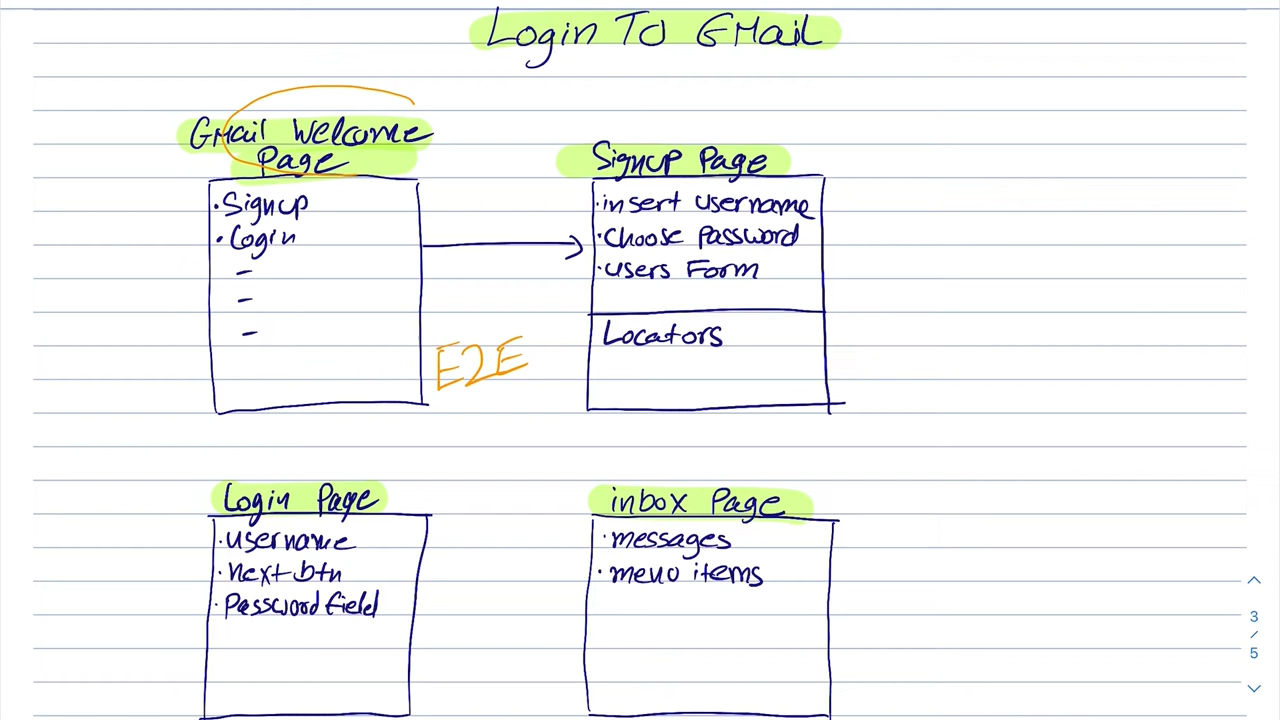 Login To GMail
GMail Welcome
Page
• Signup
• Login
-
-
-
Signup Page
• insert username
• choose password
• users Form
Locators
E2E
Login Page
• username
• next btn
• Password field
inbox Page
• messages
• menu items
3
/
5